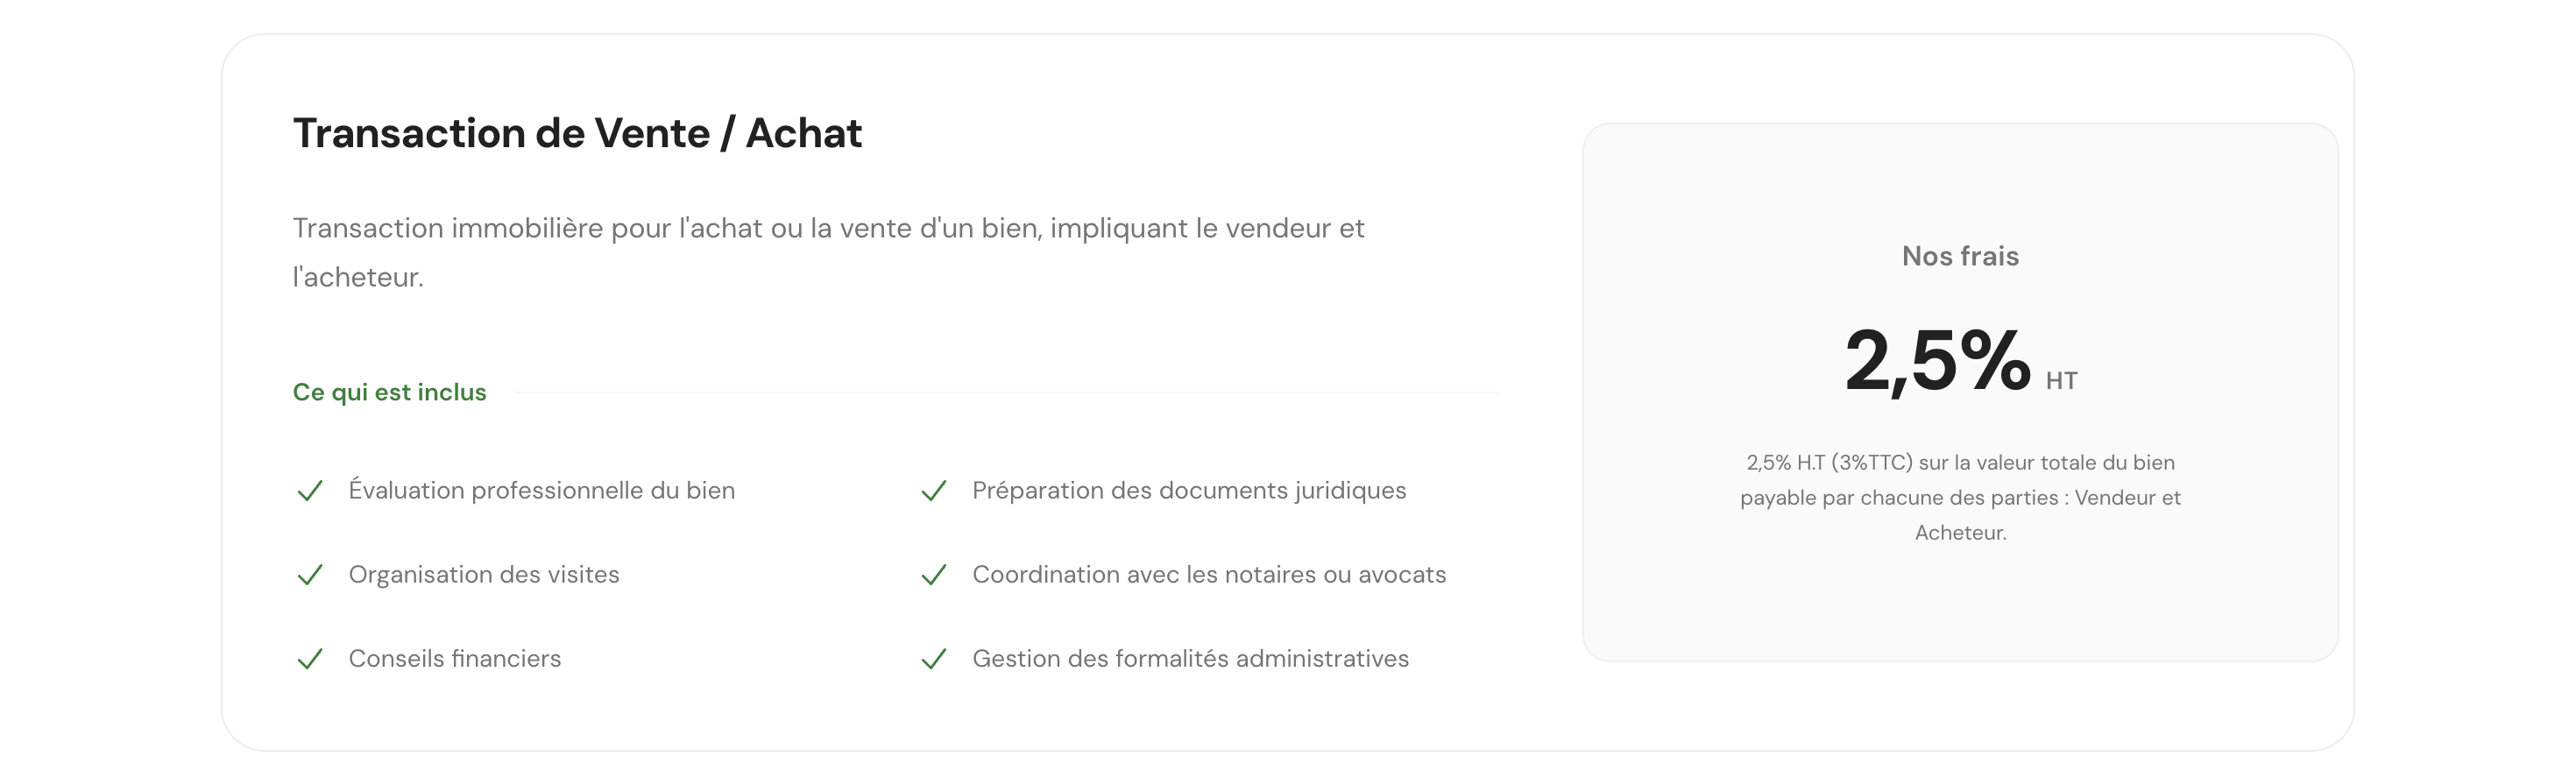 Transaction de Vente / Achat
Transaction immobilière pour l'achat ou la vente d'un bien, impliquant le vendeur et
l'acheteur.
Ce qui est inclus
Évaluation professionnelle du bien
Préparation des documents juridiques
Organisation des visites
Coordination avec les notaires ou avocats
Conseils financiers
Gestion des formalités administratives
Nos frais
2,5% HT
2,5% H.T (3%TTC) sur la valeur totale du bien
payable par chacune des parties : Vendeur et
Acheteur.